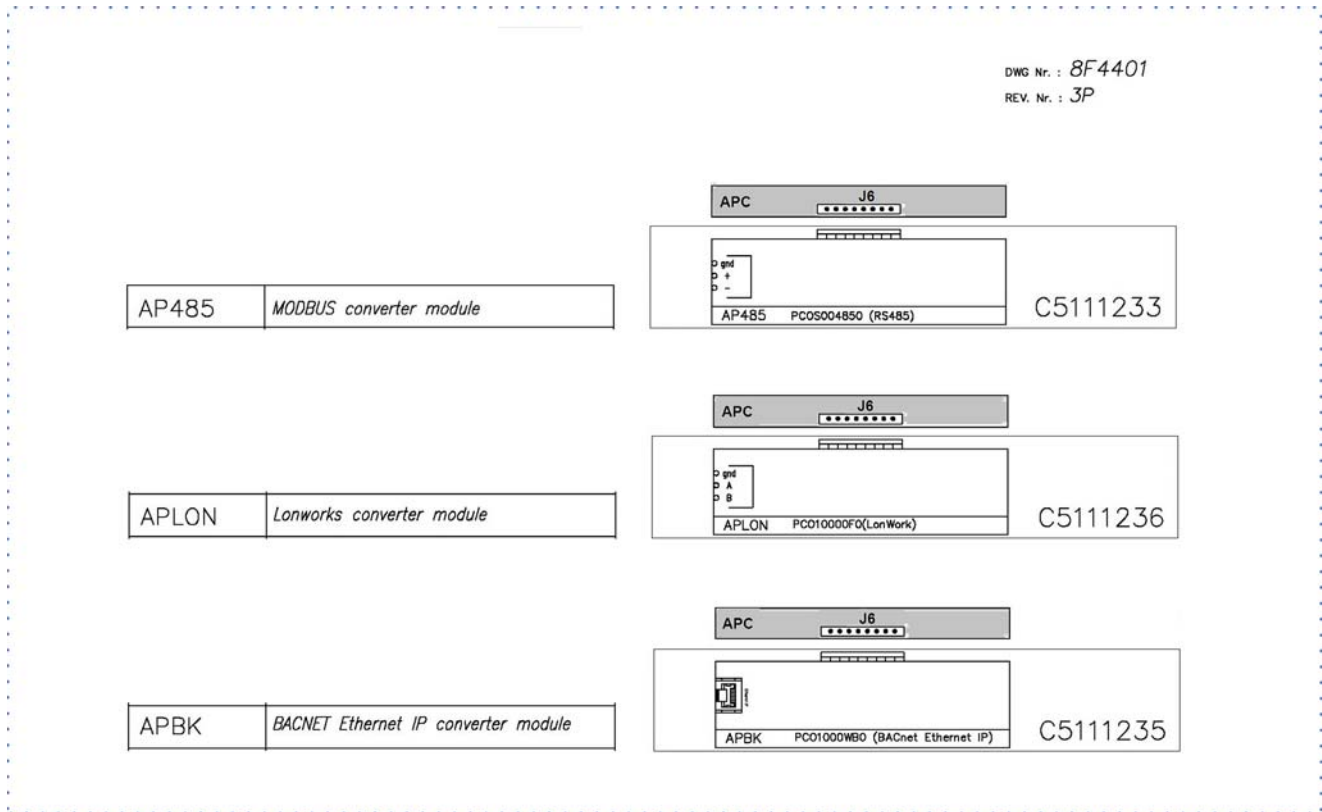 DWG Nr. : 8F4401
REV. Nr. : 3P
APC J6
gnd
+
-
AP485 MODBUS converter module
AP485 PCOS004850 (RS485)
C5111233
APC J6
gnd
A
B
APLON Lonworks converter module
APLON PCO10000F0(LonWork)
C5111236
APC J6
APBK BACNET Ethernet IP converter module
APBK PCO1000WB0 (BACnet Ethernet IP)
C5111235